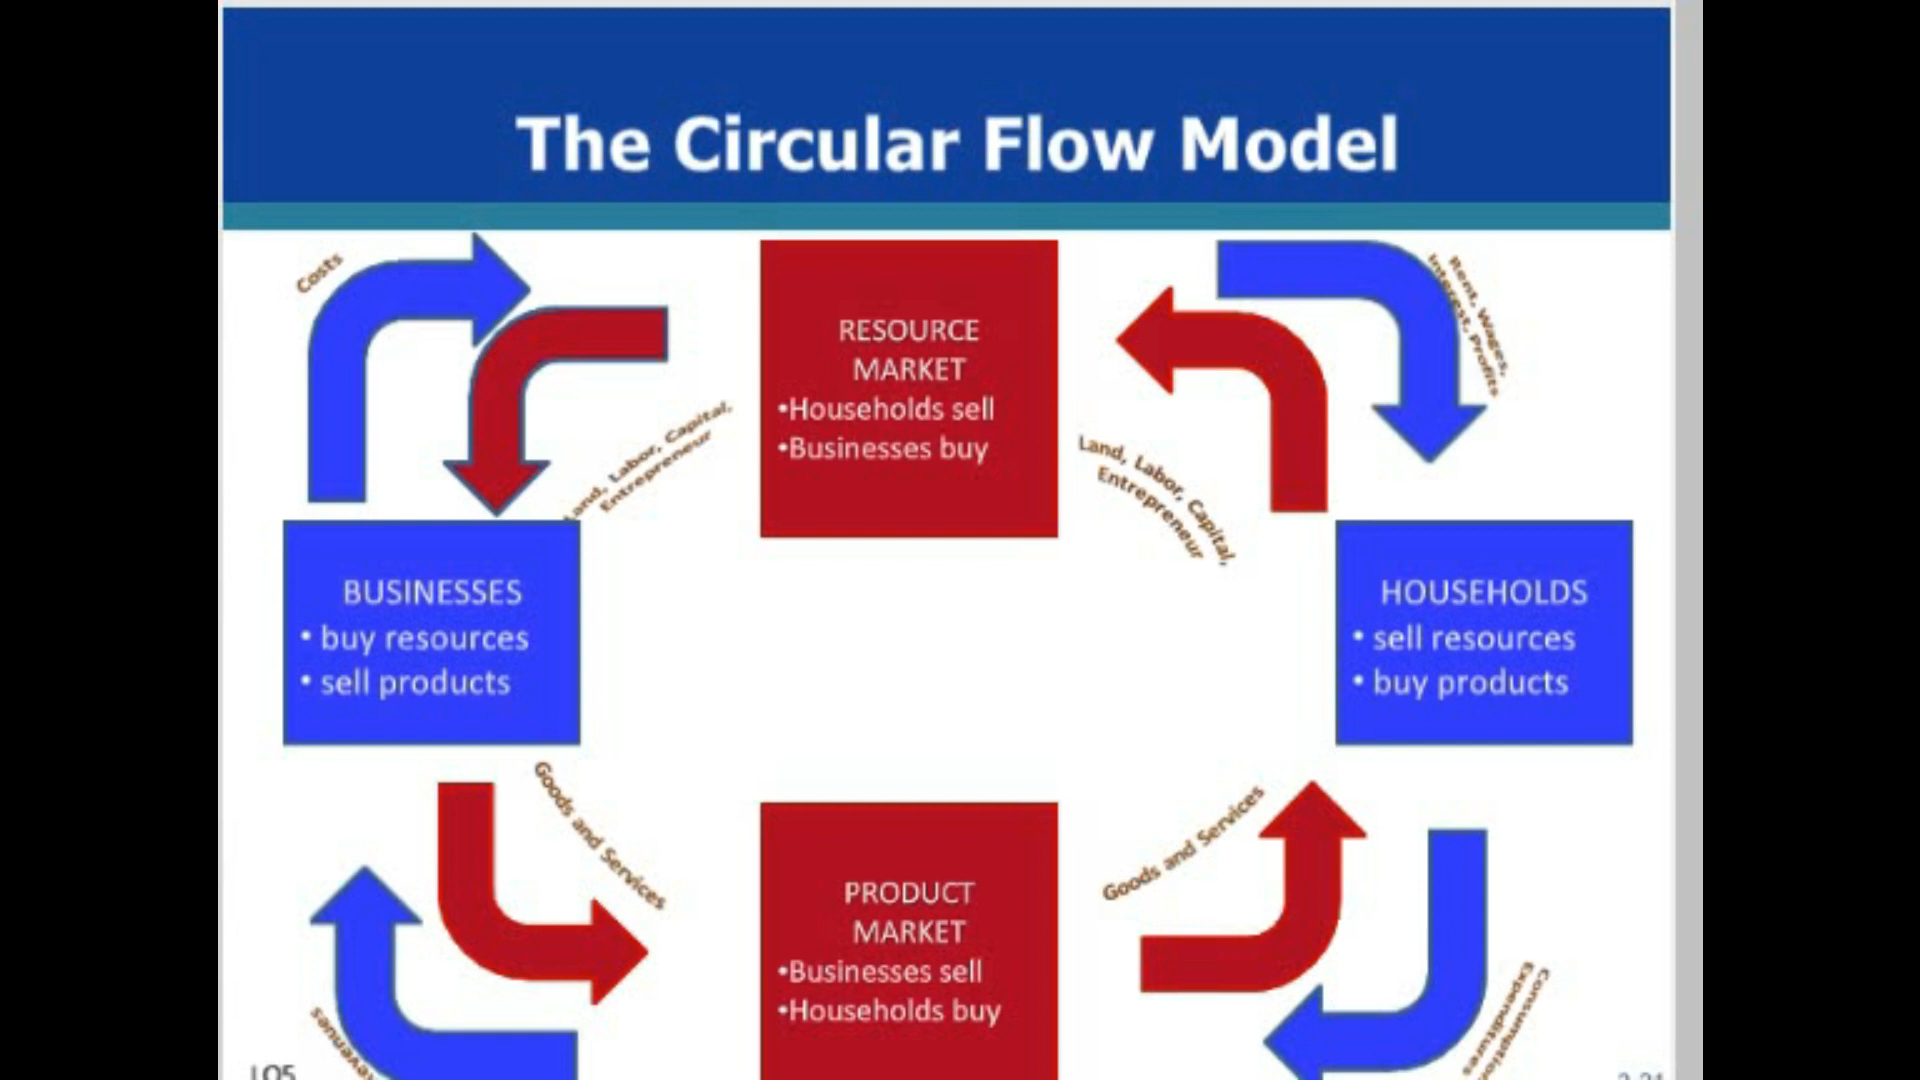 The Circular Flow Model
Costs
RESOURCE
MARKET
•Households sell
•Businesses buy
Rent, Wages,
Interest, Profits
Land, Labor, Capital,
Entrepreneur
Land, Labor, Capital,
Entrepreneur
BUSINESSES
• buy resources
• sell products
HOUSEHOLDS
• sell resources
• buy products
Goods and Services
Goods and Services
PRODUCT
MARKET
•Businesses sell
•Households buy
Consumption
Expenditures
revenues
LO5